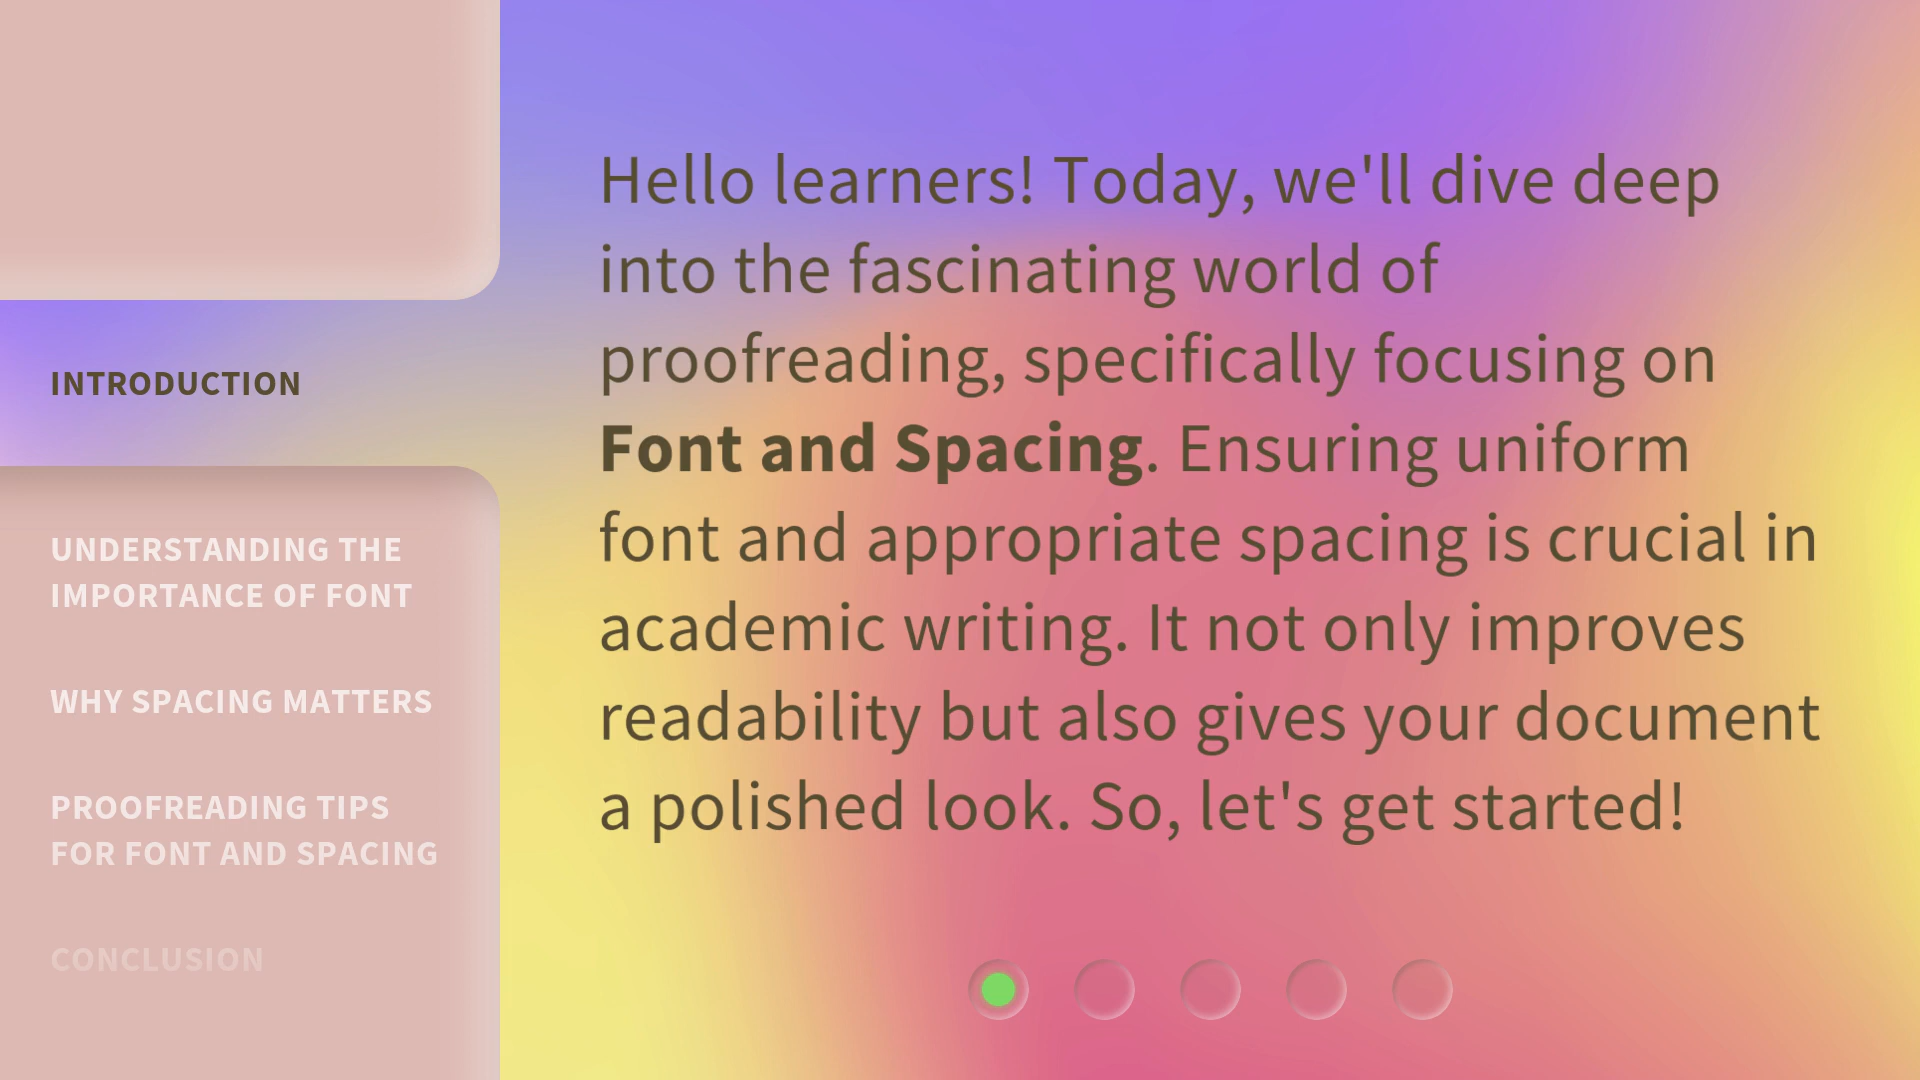 INTRODUCTION
UNDERSTANDING THE
IMPORTANCE OF FONT
WHY SPACING MATTERS
PROOFREADING TIPS
FOR FONT AND SPACING
CONCLUSION
Hello learners! Today, we'll dive deep
into the fascinating world of
proofreading, specifically focusing on
Font and Spacing. Ensuring uniform
font and appropriate spacing is crucial in
academic writing. It not only improves
readability but also gives your document
a polished look. So, let's get started!